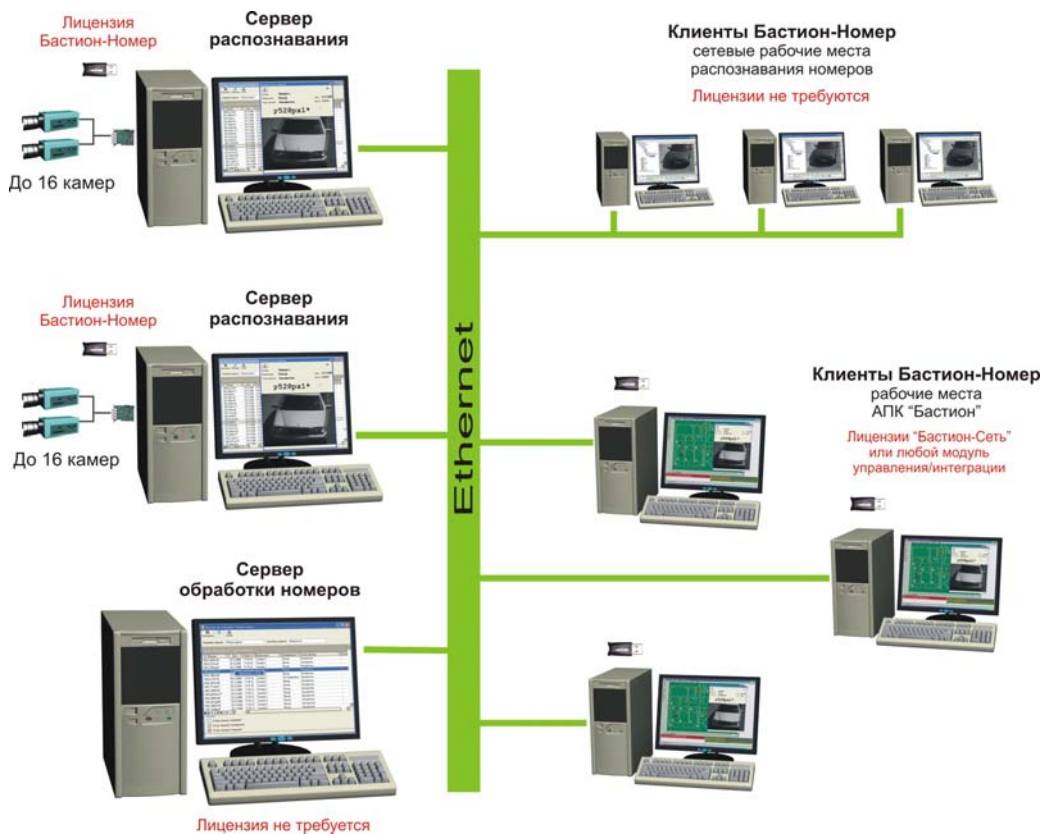 Лицензия
Бастион-Номер
Сервер
распознавания
До 16 камер
Клиенты Бастион-Номер
сетевые рабочие места
распознавания номеров
Лицензии не требуются
Лицензия
Бастион-Номер
Сервер
распознавания
До 16 камер
Ethernet
Клиенты Бастион-Номер
рабочие места
АПК “Бастион”
Лицензии “Бастион-Сеть”
или любой модуль
управления/интеграции
Сервер
обработки номеров
Лицензия не требуется